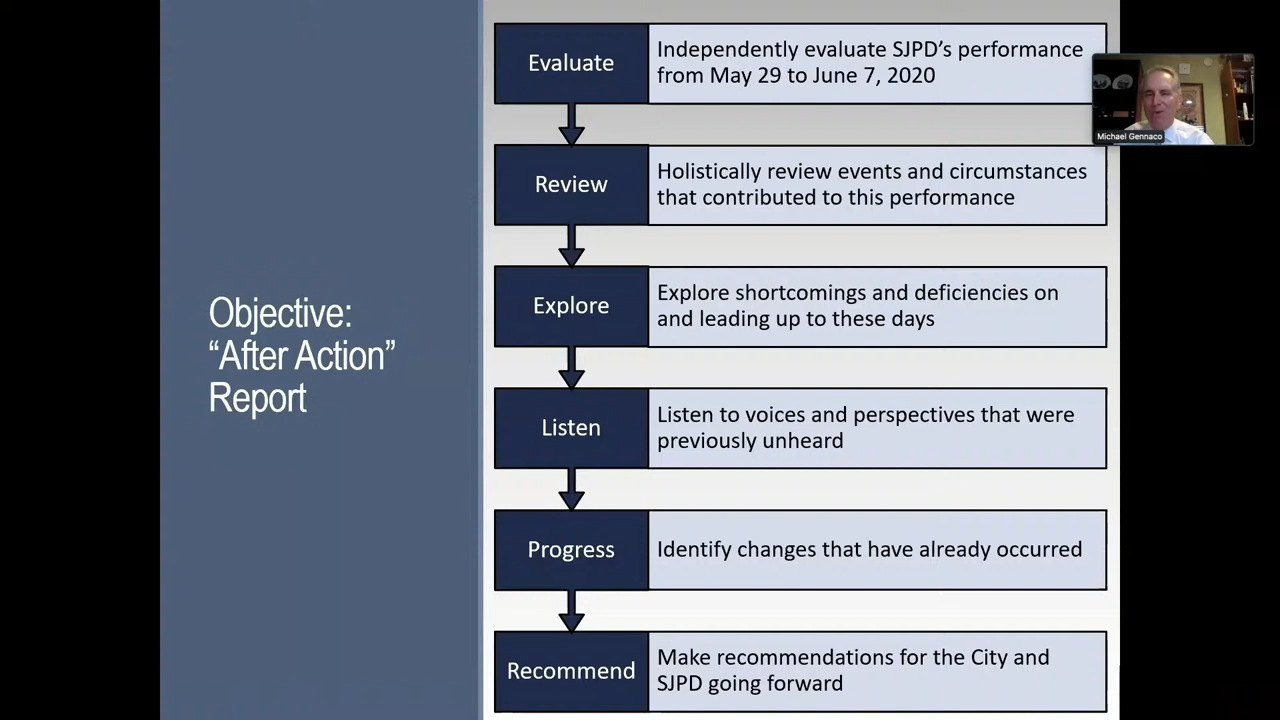 Objective:
“After Action”
Report
Evaluate
Independently evaluate SJPD’s performance
from May 29 to June 7, 2020
Review
Holistically review events and circumstances
that contributed to this performance
Explore
Explore shortcomings and deficiencies on
and leading up to these days
Listen
Listen to voices and perspectives that were
previously unheard
Progress
Identify changes that have already occurred
Recommend
Make recommendations for the City and
SJPD going forward
Michael Gennaco